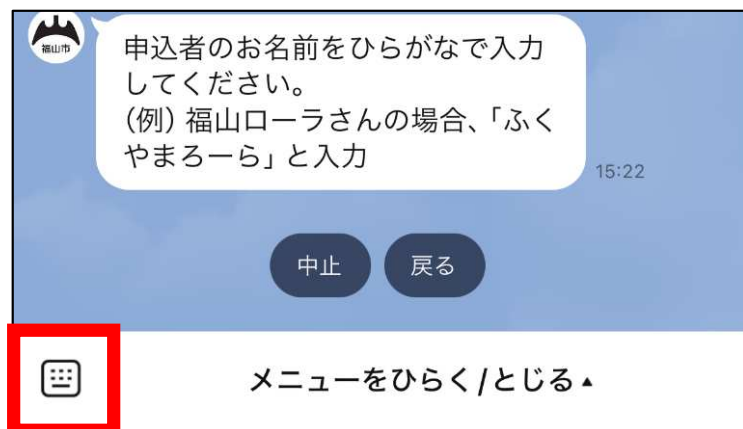 福山市
申込者のお名前をひらがなで入力
してください。
(例) 福山ローラさんの場合、「ふく
やまろーら」と入力
15:22
中止 戻る
メニューをひらく/とじる▲